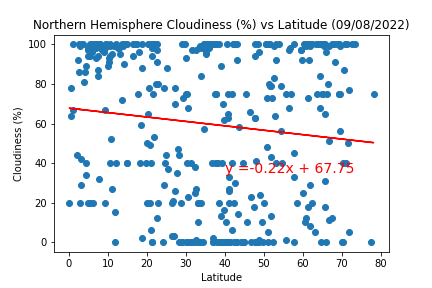 Northern Hemisphere Cloudiness (%) vs Latitude (09/08/2022)
100
80
60
40
20
0
Cloudiness (%)
y =-0.22x + 67.75
0 10 20 30 40 50 60 70 80
Latitude